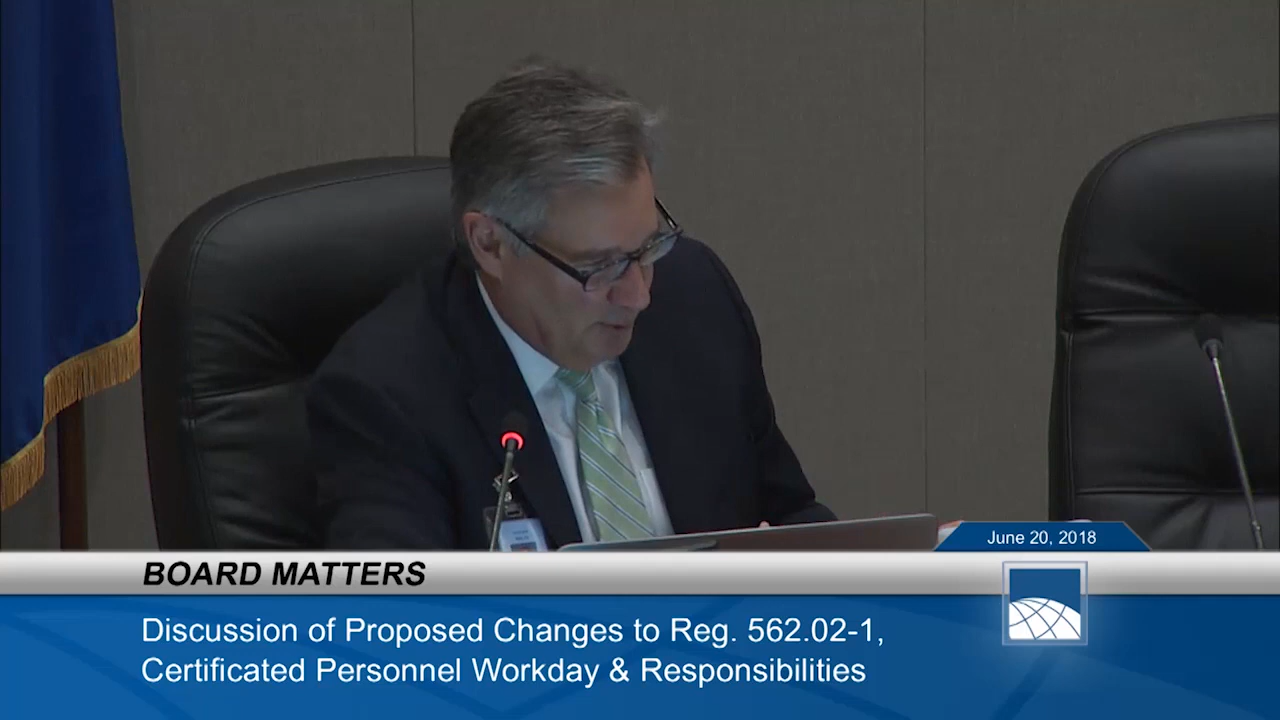 June 20, 2018
BOARD MATTERS
Discussion of Proposed Changes to Reg. 562.02-1,
Certificated Personnel Workday & Responsibilities